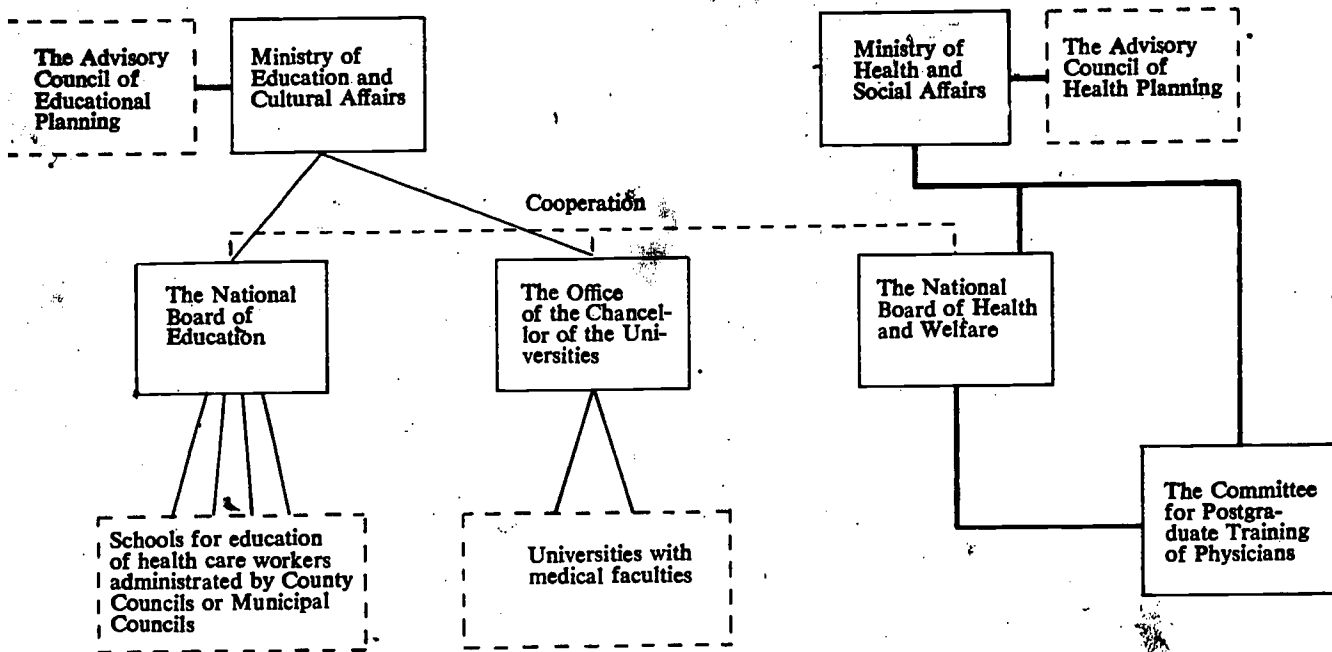 The Advisory
Council of
Educational
Planning
Ministry of
Education and
Cultural Affairs
Ministry of
Health and
Social Affairs
The Advisory
Council of
Health Planning
Cooperation
The National
Board of
Education
The Office
of the Chancel-
lor of the Uni-
versities
The National
Board of Health
and Welfare
Schools for education
of health care workers
administrated by County
Councils or Municipal
Councils
Universities with
medical faculties
The Committee
for Postgra-
duate Training
of Physicians